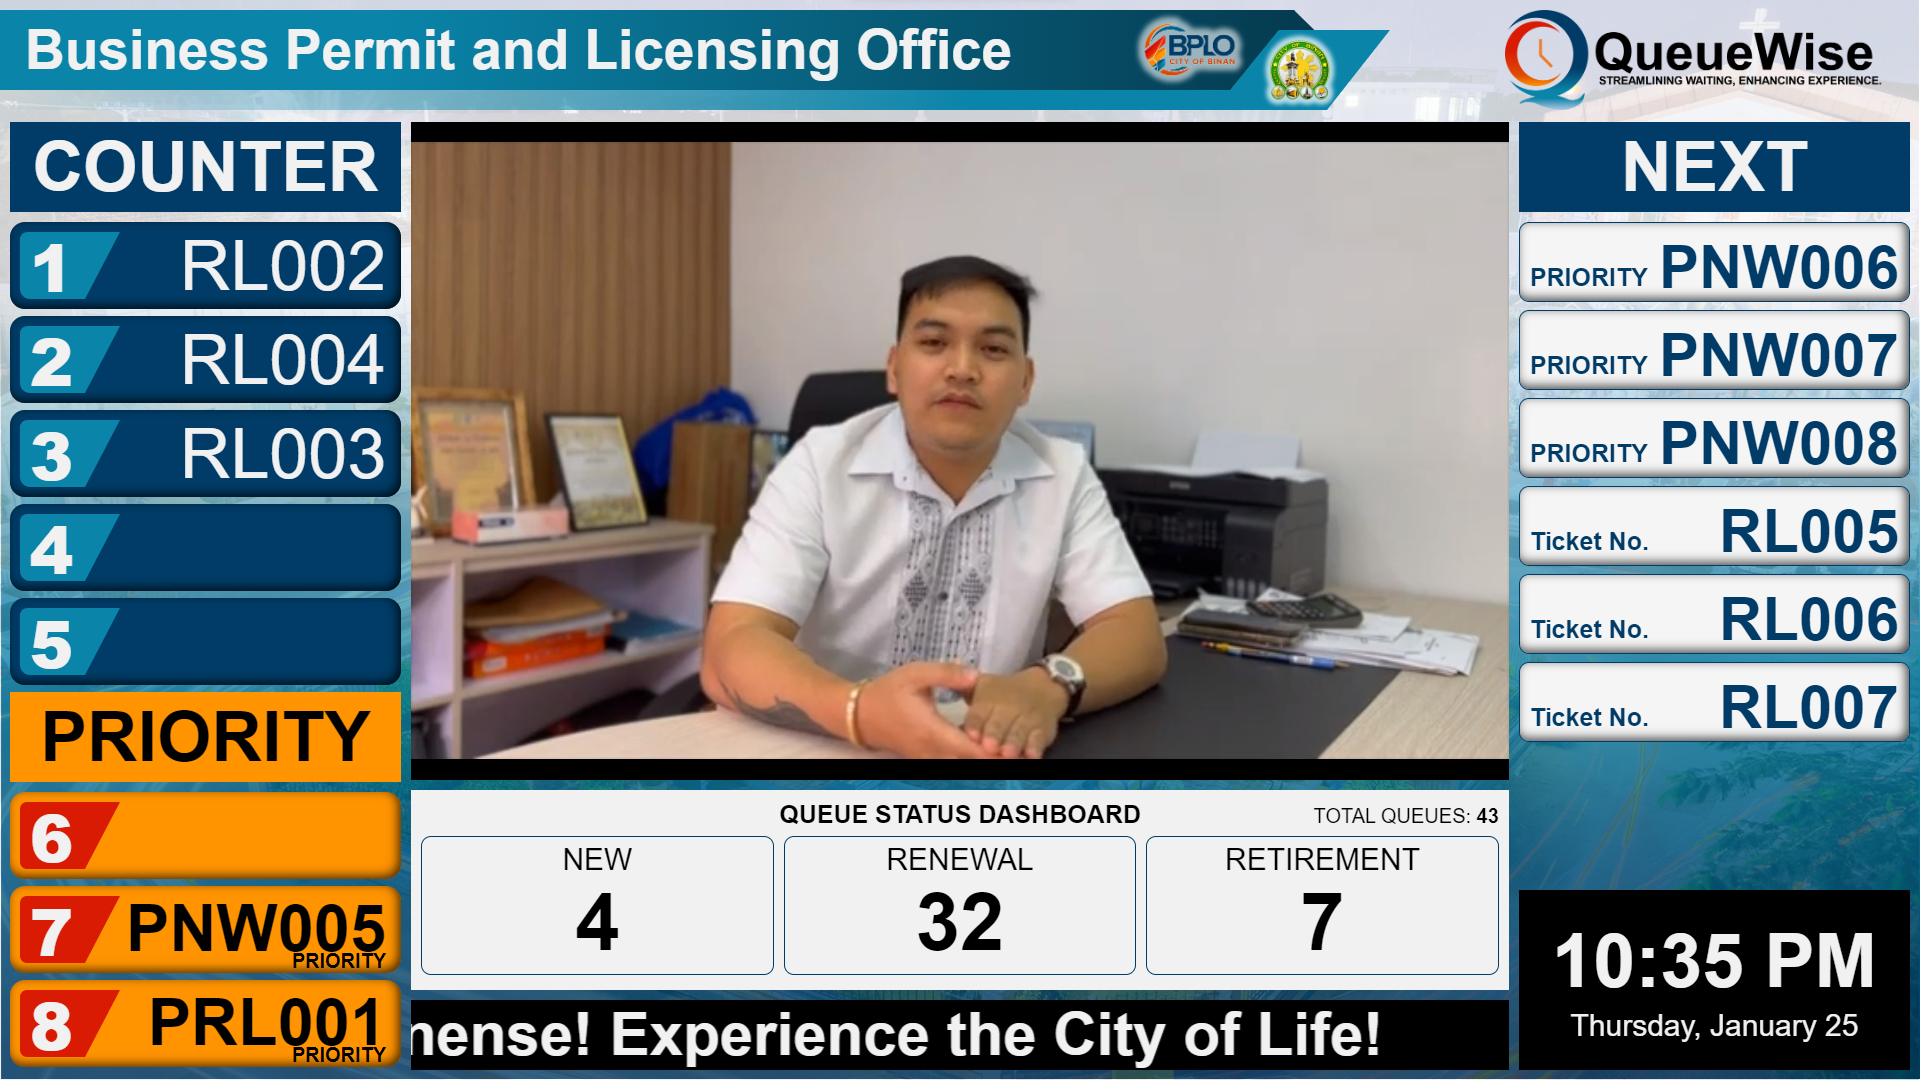 Business Permit and Licensing Office
BPLO
CITY OF BIÑAN
QueueWise
STREAMLINING WAITING, ENHANCING EXPERIENCE.
COUNTER
1 RL002
2 RL004
3 RL003
4
5
PRIORITY
6
7 PNW005
PRIORITY
8 PRL001
PRIORITY
QUEUE STATUS DASHBOARD
TOTAL QUEUES: 43
NEW
4
RENEWAL
32
RETIREMENT
7
nense! Experience the City of Life!
NEXT
PRIORITY PNW006
PRIORITY PNW007
PRIORITY PNW008
Ticket No. RL005
Ticket No. RL006
Ticket No. RL007
10:35 PM
Thursday, January 25